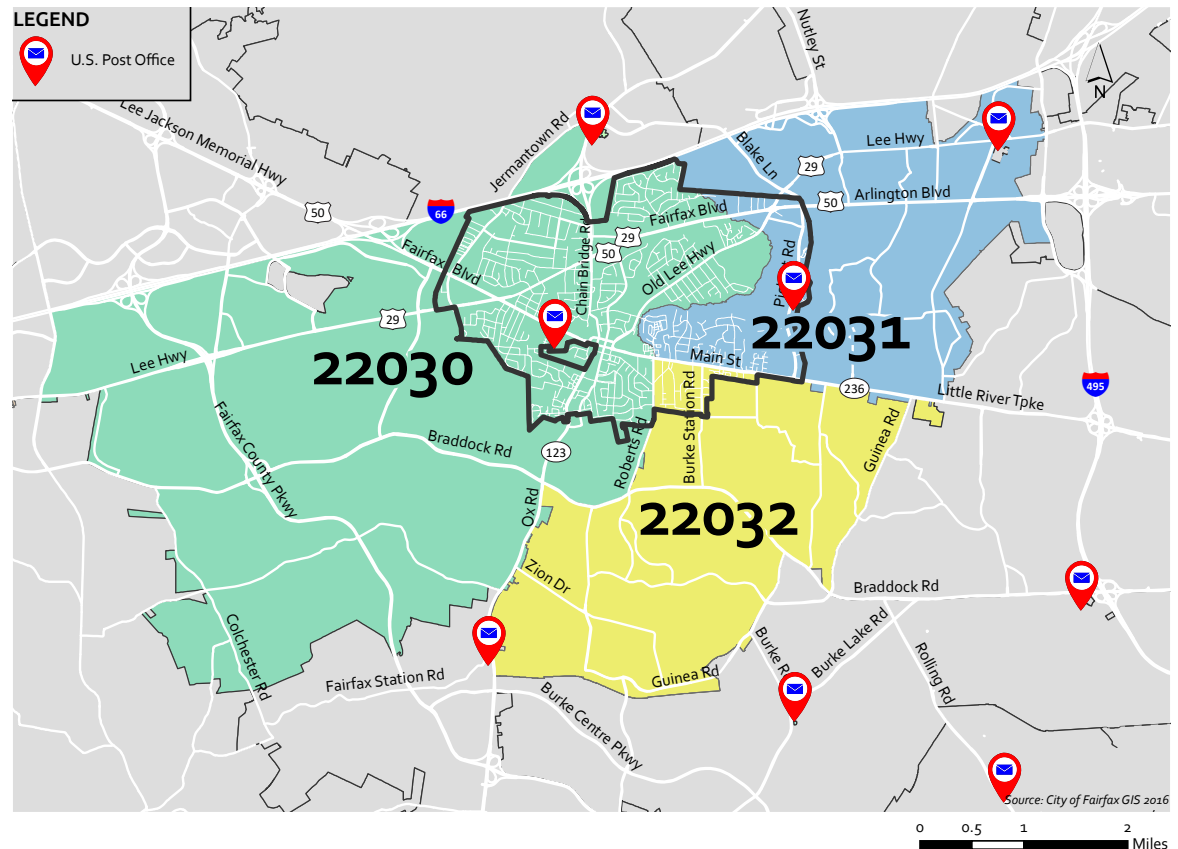 LEGEND
U.S. Post Office
Nutley St
N
Lee Jackson Memorial Hwy
Jermantown Rd
Blake Ln
Lee Hwy
29
50
66
50
Arlington Blvd
Fairfax Blvd
Fairfax Blvd
Chain Bridge Rd
29
50
Old Lee Hwy
29
Lee Hwy
22030
22031
Main St
236
Little River Tpke
495
Fairfax County Pkwy
Braddock Rd
123
Roberts Rd
Burke Station Rd
Guinea Rd
Ox Rd
22032
Zion Dr
Braddock Rd
Colchester Rd
Fairfax Station Rd
Guinea Rd
Burke Lake Rd
Rolling Rd
Burke Centre Pkwy
Source: City of Fairfax GIS 2016
0 0.5 1 2
Miles